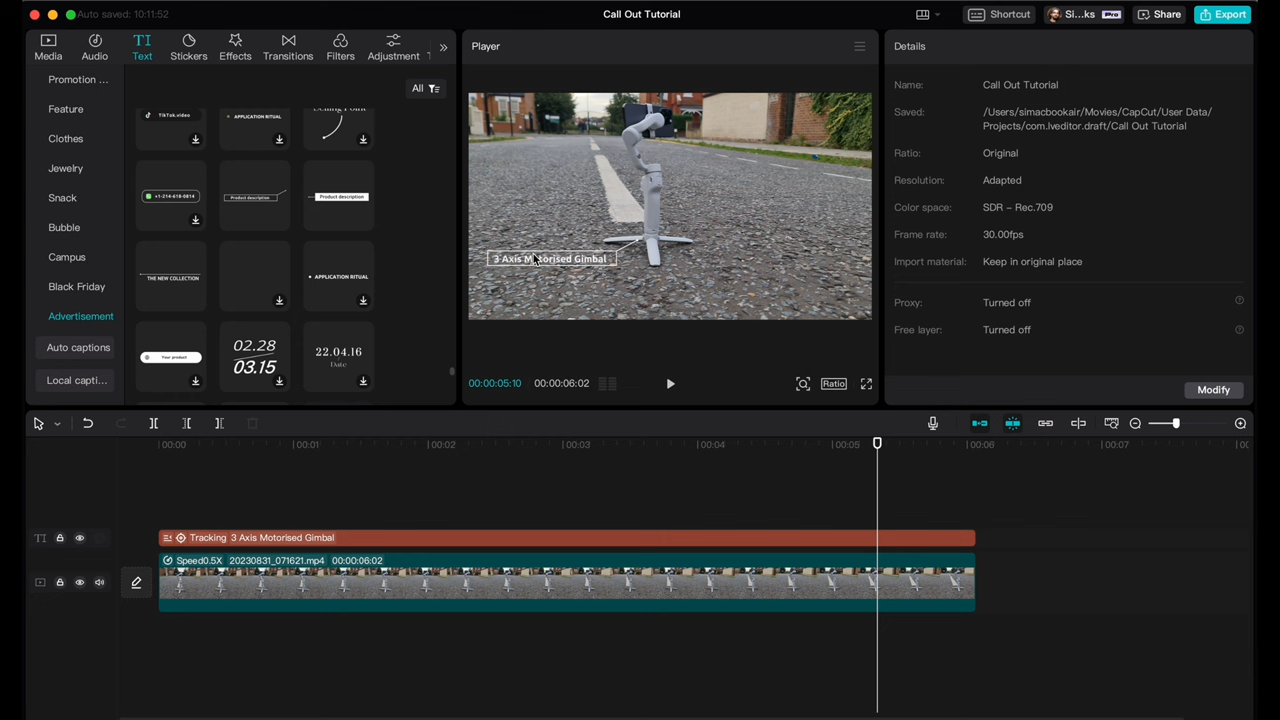 Auto saved: 10:11:52
Call Out Tutorial
Shortcut
Si...ks
Pro
Share
Export
Media
Audio
TI
Text
Stickers
Effects
Transitions
Filters
Adjustment
Player
Details
Promotion ...
Feature
Clothes
Jewelry
Snack
Bubble
Campus
Black Friday
Advertisement
Auto captions
Local capti...
All
TikTok.video
APPLICATION RITUAL
Selling Point
+1-214-618-0814
Product description
Product description
THE NEW COLLECTION
APPLICATION RITUAL
Your product
02.28
03.15
22.04.16
Date
3 Axis Motorised Gimbal
00:00:05:10
00:00:06:02
Ratio
Name:
Call Out Tutorial
Saved:
/Users/simacbookair/Movies/CapCut/User Data/
Projects/com.lveditor.draft/Call Out Tutorial
Ratio:
Original
Resolution:
Adapted
Color space:
SDR – Rec.709
Frame rate:
30.00fps
Import material:
Keep in original place
Proxy:
Turned off
Free layer:
Turned off
Modify
00:00
00:01
00:02
00:03
00:04
00:05
00:06
00:07
TI
Tracking 3 Axis Motorised Gimbal
Speed0.5X 20230831_071621.mp4 00:00:06:02